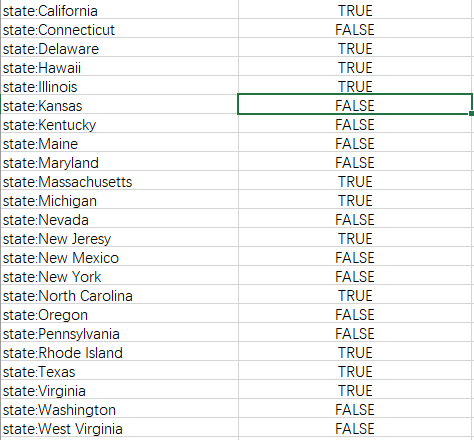 state:California TRUE
state:Connecticut FALSE
state:Delaware TRUE
state:Hawaii TRUE
state:Illinois TRUE
state:Kansas FALSE
state:Kentucky FALSE
state:Maine FALSE
state:Maryland FALSE
state:Massachusetts TRUE
state:Michigan TRUE
state:Nevada FALSE
state:New Jeresy TRUE
state:New Mexico FALSE
state:New York FALSE
state:North Carolina TRUE
state:Oregon FALSE
state:Pennsylvania FALSE
state:Rhode Island TRUE
state:Texas TRUE
state:Virginia TRUE
state:Washington FALSE
state:West Virginia FALSE